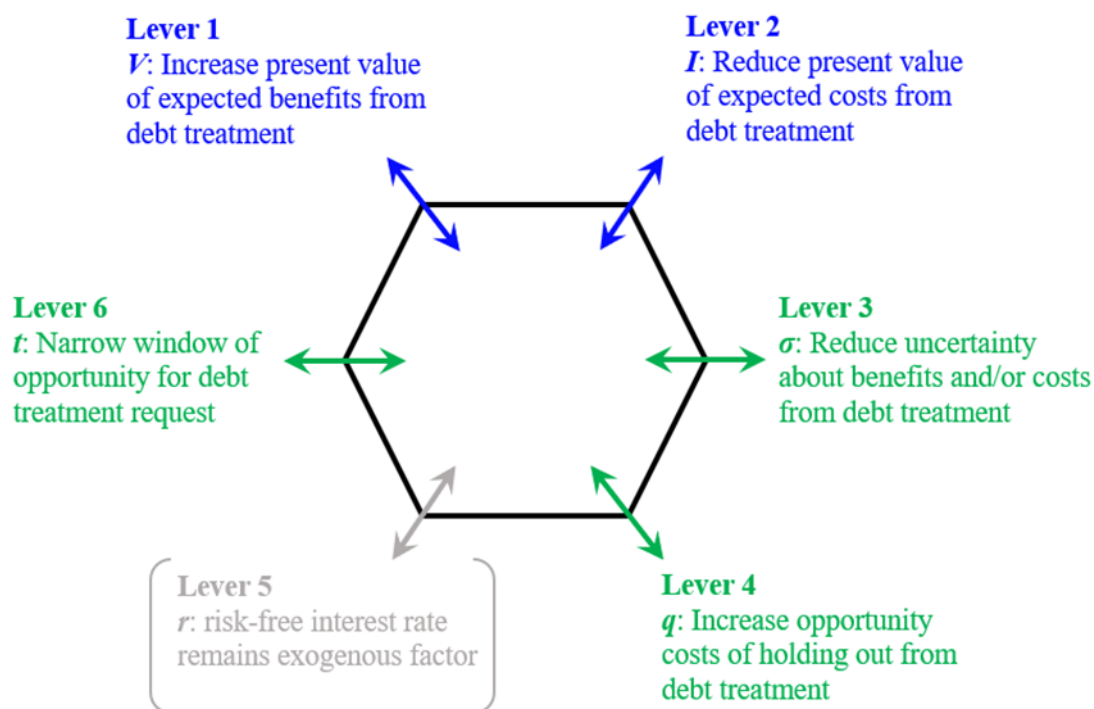 Lever 1
V: Increase present value
of expected benefits from
debt treatment
Lever 2
I: Reduce present value
of expected costs from
debt treatment
Lever 6
t: Narrow window of
opportunity for debt
treatment request
Lever 3
σ: Reduce uncertainty
about benefits and/or costs
from debt treatment
Lever 5
r: risk-free interest rate
remains exogenous factor
Lever 4
q: Increase opportunity
costs of holding out from
debt treatment